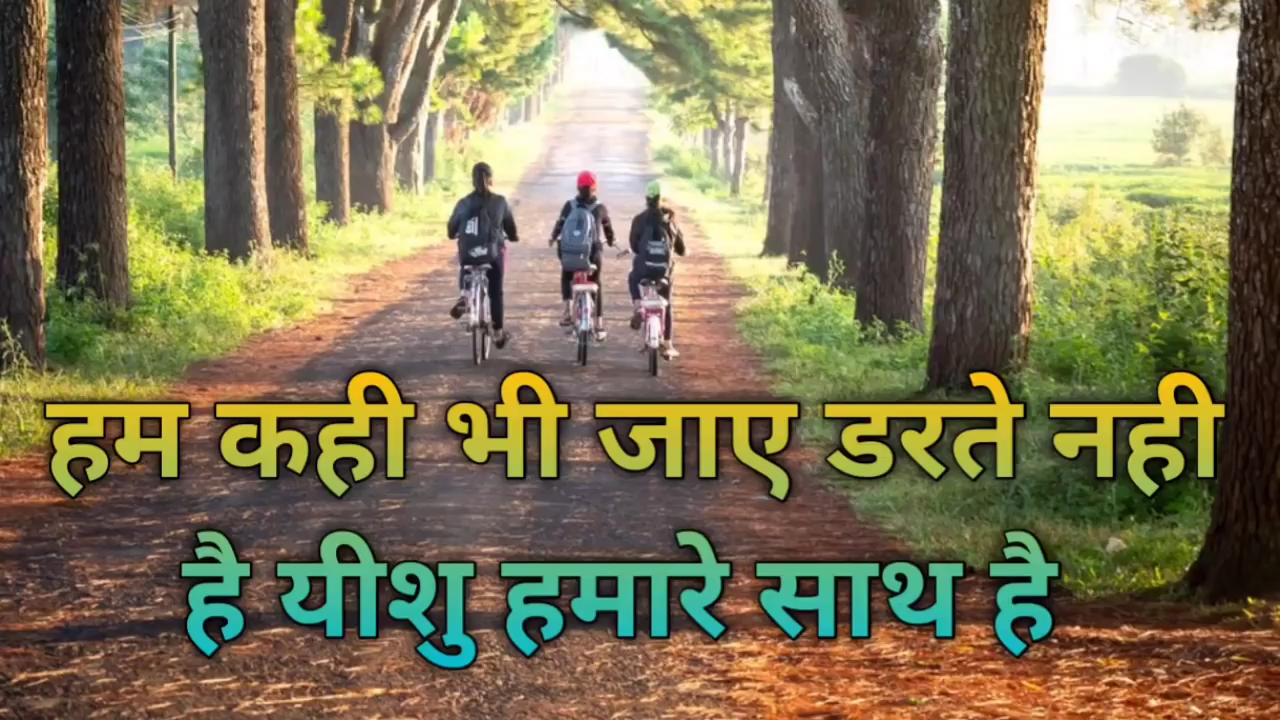 हम कही भी जाए डरते नही
है यीशु हमारे साथ है